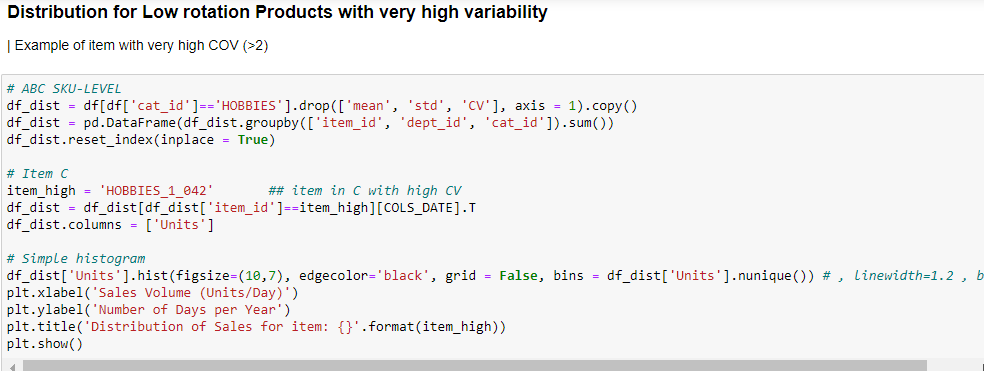 Distribution for Low rotation Products with very high variability
| Example of item with very high COV (>2)
# ABC SKU-LEVEL
df_dist = df[df['cat_id']=='HOBBIES'].drop(['mean', 'std', 'CV'], axis = 1).copy()
df_dist = pd.DataFrame(df_dist.groupby(['item_id', 'dept_id', 'cat_id']).sum())
df_dist.reset_index(inplace = True)
# Item C
item_high = 'HOBBIES_1_042'       ## item in C with high CV
df_dist = df_dist[df_dist['item_id']==item_high][COLS_DATE].T
df_dist.columns = ['Units']
# Simple histogram
df_dist['Units'].hist(figsize=(10,7), edgecolor='black', grid = False, bins = df_dist['Units'].nunique()) # , linewidth=1.2 , b
plt.xlabel('Sales Volume (Units/Day)')
plt.ylabel('Number of Days per Year')
plt.title('Distribution of Sales for item: {}'.format(item_high))
plt.show()